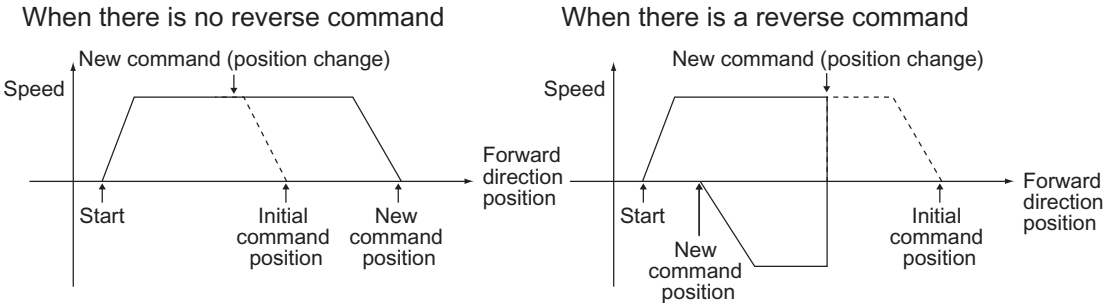 When there is no reverse command
New command (position change)
Speed
Forward
direction
position
Start
Initial
command
position
New
command
position
When there is a reverse command
New command (position change)
Speed
Forward
direction
position
Start
New
command
position
Initial
command
position